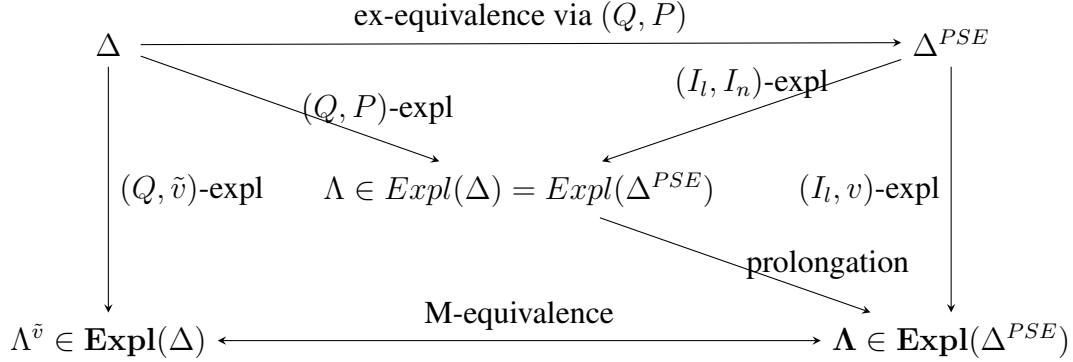 ex-equivalence via (Q, P)
Δ Δ^{PSE}
(Q, P)-expl (I_l, I_n)-expl
(Q, ṽ)-expl Λ ∈ Expl(Δ) = Expl(Δ^{PSE}) (I_l, v)-expl
prolongation
M-equivalence
Λ^{ṽ} ∈ **Expl**(Δ) **Λ** ∈ **Expl**(Δ^{PSE})